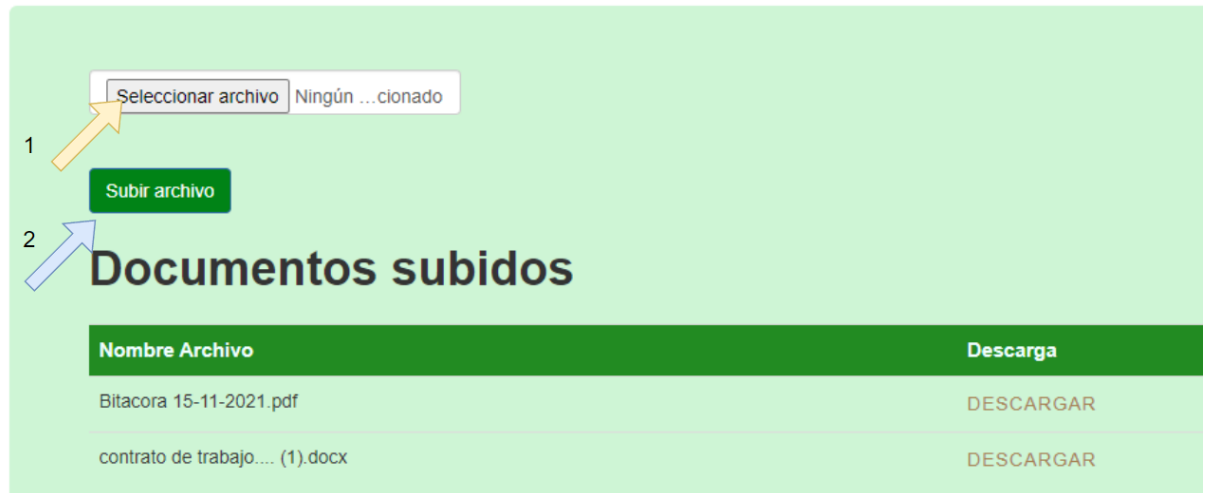 Seleccionar archivo Ningún ...cionado
1
Subir archivo
2
Documentos subidos
Nombre Archivo Descarga
Bitacora 15-11-2021.pdf DESCARGAR
contrato de trabajo.... (1).docx DESCARGAR